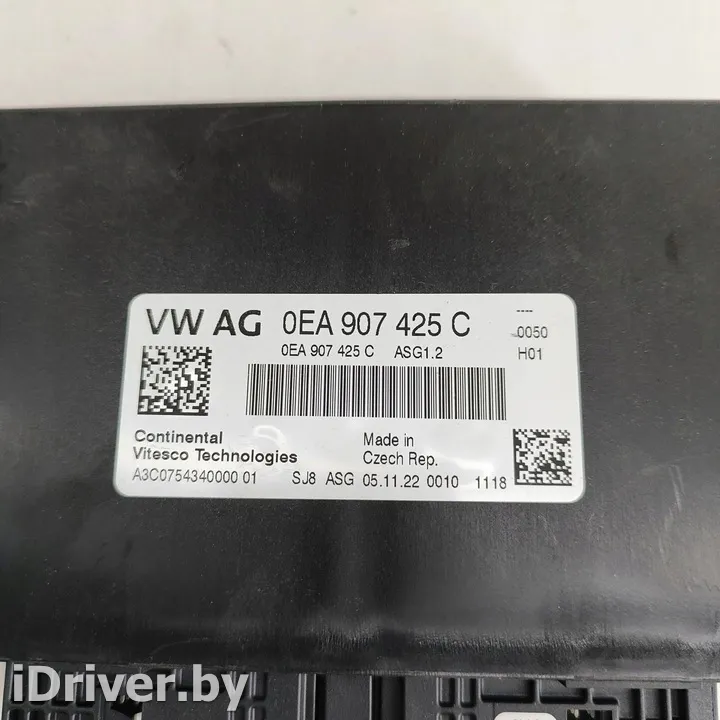 VW AG 0EA 907 425 C
----
0050
0EA 907 425 C ASG1.2 H01
Continental
Vitesco Technologies
Made in
Czech Rep.
A3C0754340000 01 SJ8 ASG 05.11.22 0010 1118
iDriver.by